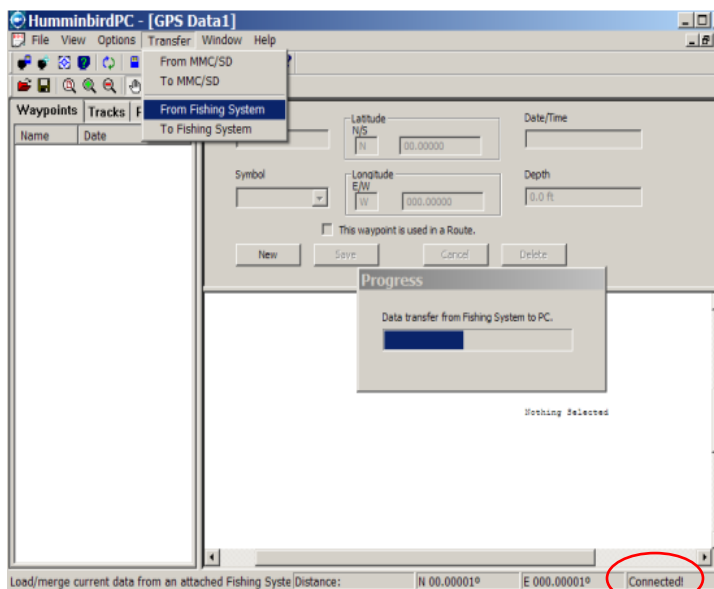 HumminbirdPC - [GPS Data1]
File View Options Transfer Window Help
From MMC/SD
To MMC/SD
From Fishing System
To Fishing System
Waypoints Tracks
Name Date
Latitude
N/S
N 00.00000
Date/Time
Symbol
Longitude
E/W
W 000.00000
Depth
0.0 ft
This waypoint is used in a Route.
New Save Cancel Delete
Progress
Data transfer from Fishing System to PC.
Nothing Selected
Load/merge current data from an attached Fishing Syste Distance: N 00.00001º E 000.00001º Connected!